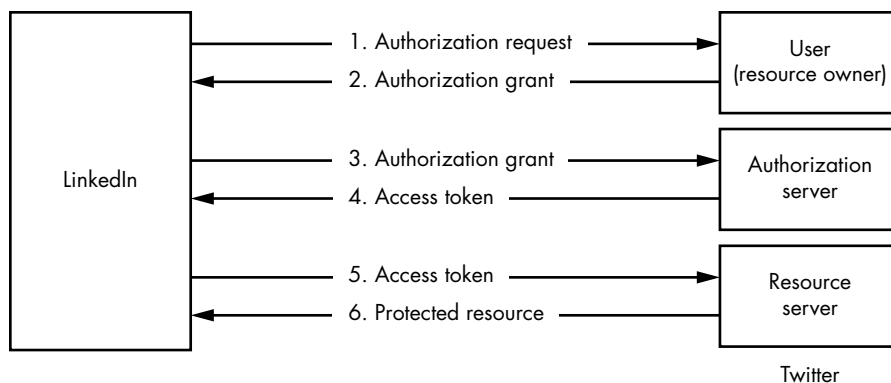 1. Authorization request
User
(resource owner)
2. Authorization grant
LinkedIn
3. Authorization grant
Authorization
server
4. Access token
5. Access token
Resource
server
6. Protected resource
Twitter